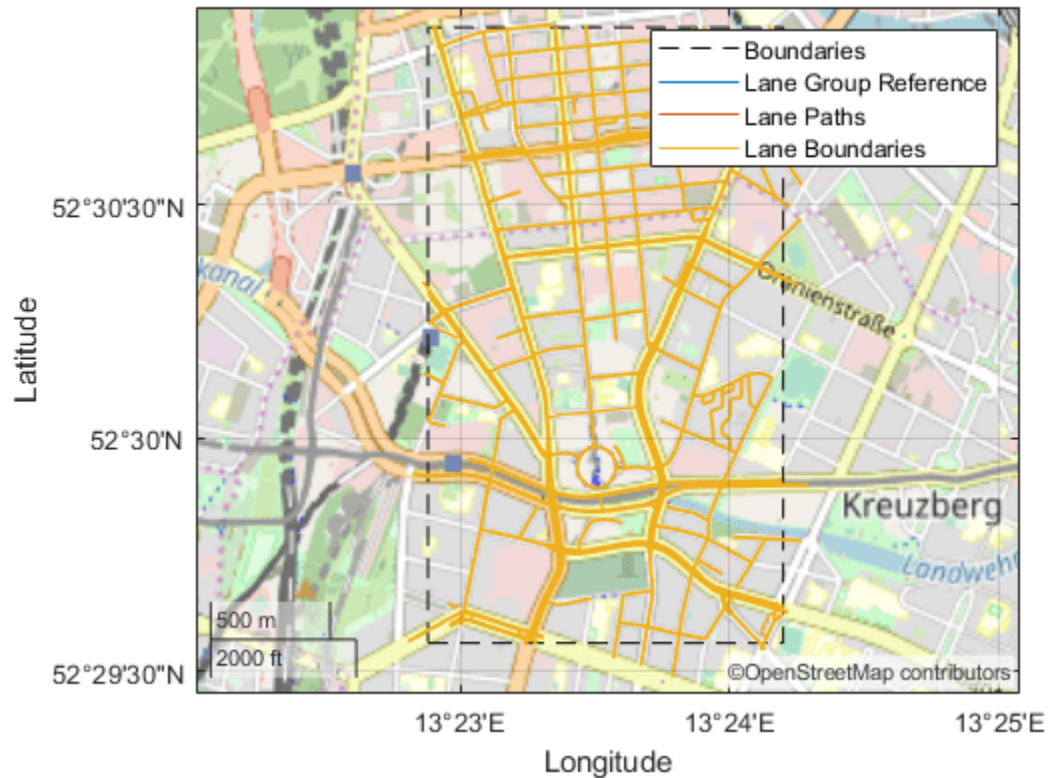 Boundaries
Lane Group Reference
Lane Paths
Lane Boundaries
52°30'30"N
kanal
Oranienstraße
Latitude
52°30'N
Kreuzberg
Landwehr
500 m
2000 ft
52°29'30"N
©OpenStreetMap contributors
13°23'E
13°24'E
13°25'E
Longitude